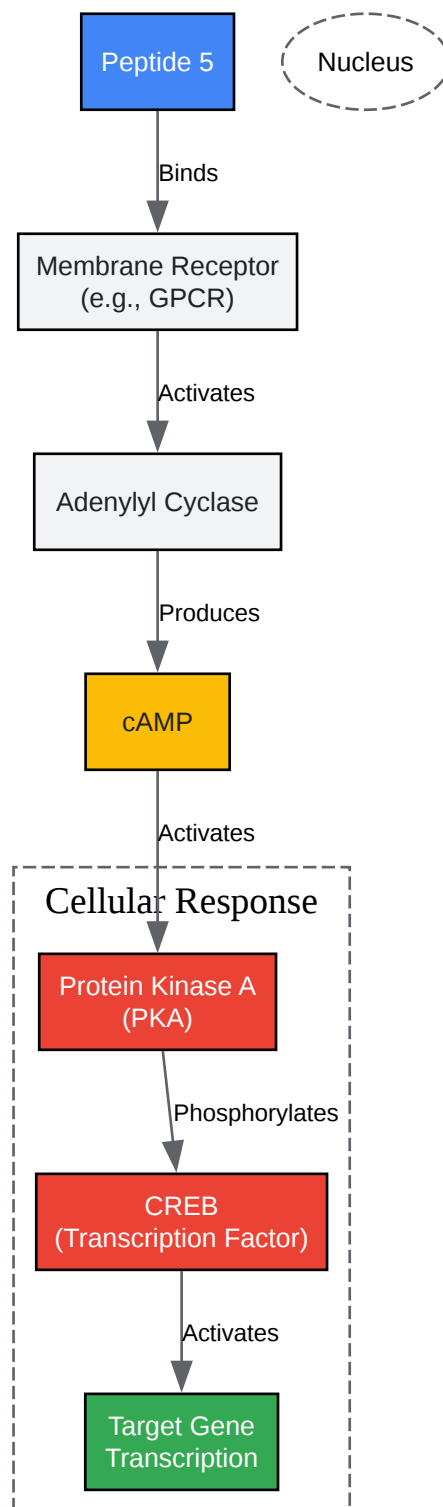 Peptide 5
Nucleus
Binds
Membrane Receptor
(e.g., GPCR)
Activates
Adenylyl Cyclase
Produces
cAMP
Activates
Cellular Response
Protein Kinase A
(PKA)
Phosphorylates
CREB
(Transcription Factor)
Activates
Target Gene
Transcription